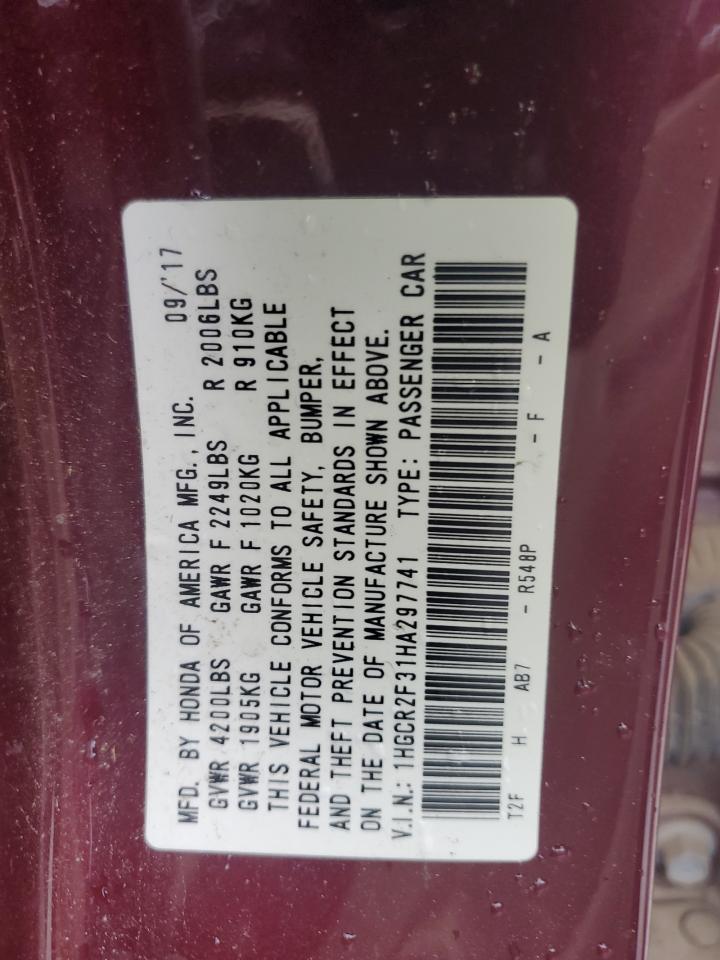 MFD. BY HONDA OF AMERICA MFG., INC. 09/'17
GVWR 4200LBS GAWR F 2249LBS R 2006LBS
GVWR 1905KG GAWR F 1020KG R 910KG
THIS VEHICLE CONFORMS TO ALL APPLICABLE
FEDERAL MOTOR VEHICLE SAFETY, BUMPER,
AND THEFT PREVENTION STANDARDS IN EFFECT
ON THE DATE OF MANUFACTURE SHOWN ABOVE.
V.I.N.: 1HGCR2F31HA297741 TYPE: PASSENGER CAR
T2F H AB7 - R548P - F - A